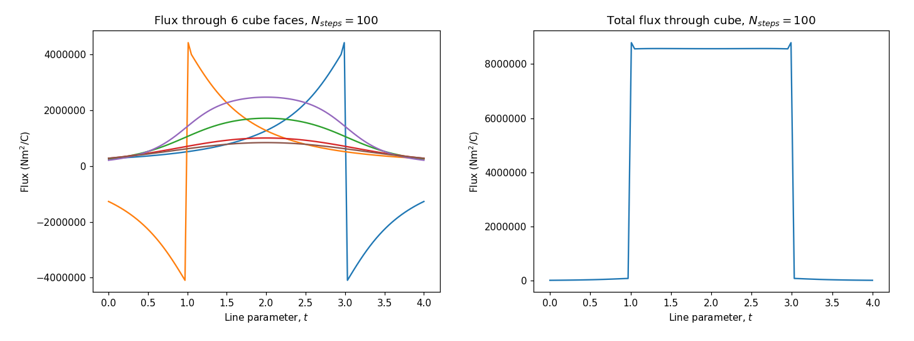 Flux through 6 cube faces, N_steps = 100
4000000
2000000
0
−2000000
−4000000
Flux (Nm²/C)
0.0 0.5 1.0 1.5 2.0 2.5 3.0 3.5 4.0
Line parameter, t
Total flux through cube, N_steps = 100
8000000
6000000
4000000
2000000
0
Flux (Nm²/C)
0.0 0.5 1.0 1.5 2.0 2.5 3.0 3.5 4.0
Line parameter, t